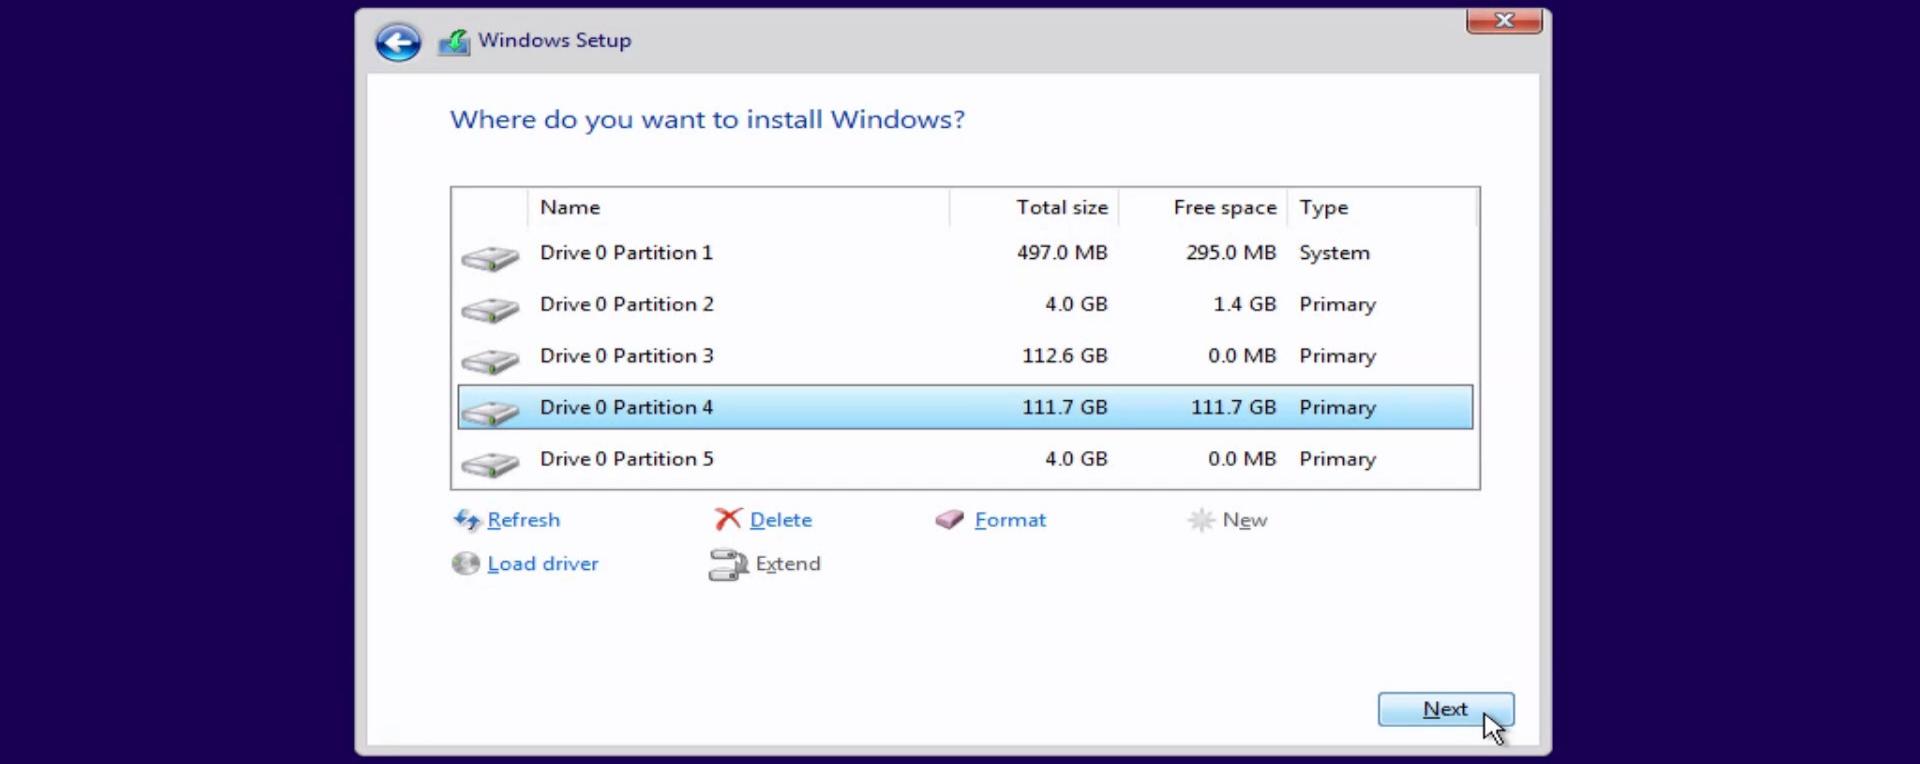 Windows Setup
Where do you want to install Windows?
Name Total size Free space Type
Drive 0 Partition 1 497.0 MB 295.0 MB System
Drive 0 Partition 2 4.0 GB 1.4 GB Primary
Drive 0 Partition 3 112.6 GB 0.0 MB Primary
Drive 0 Partition 4 111.7 GB 111.7 GB Primary
Drive 0 Partition 5 4.0 GB 0.0 MB Primary
Refresh Delete Format New
Load driver Extend
Next